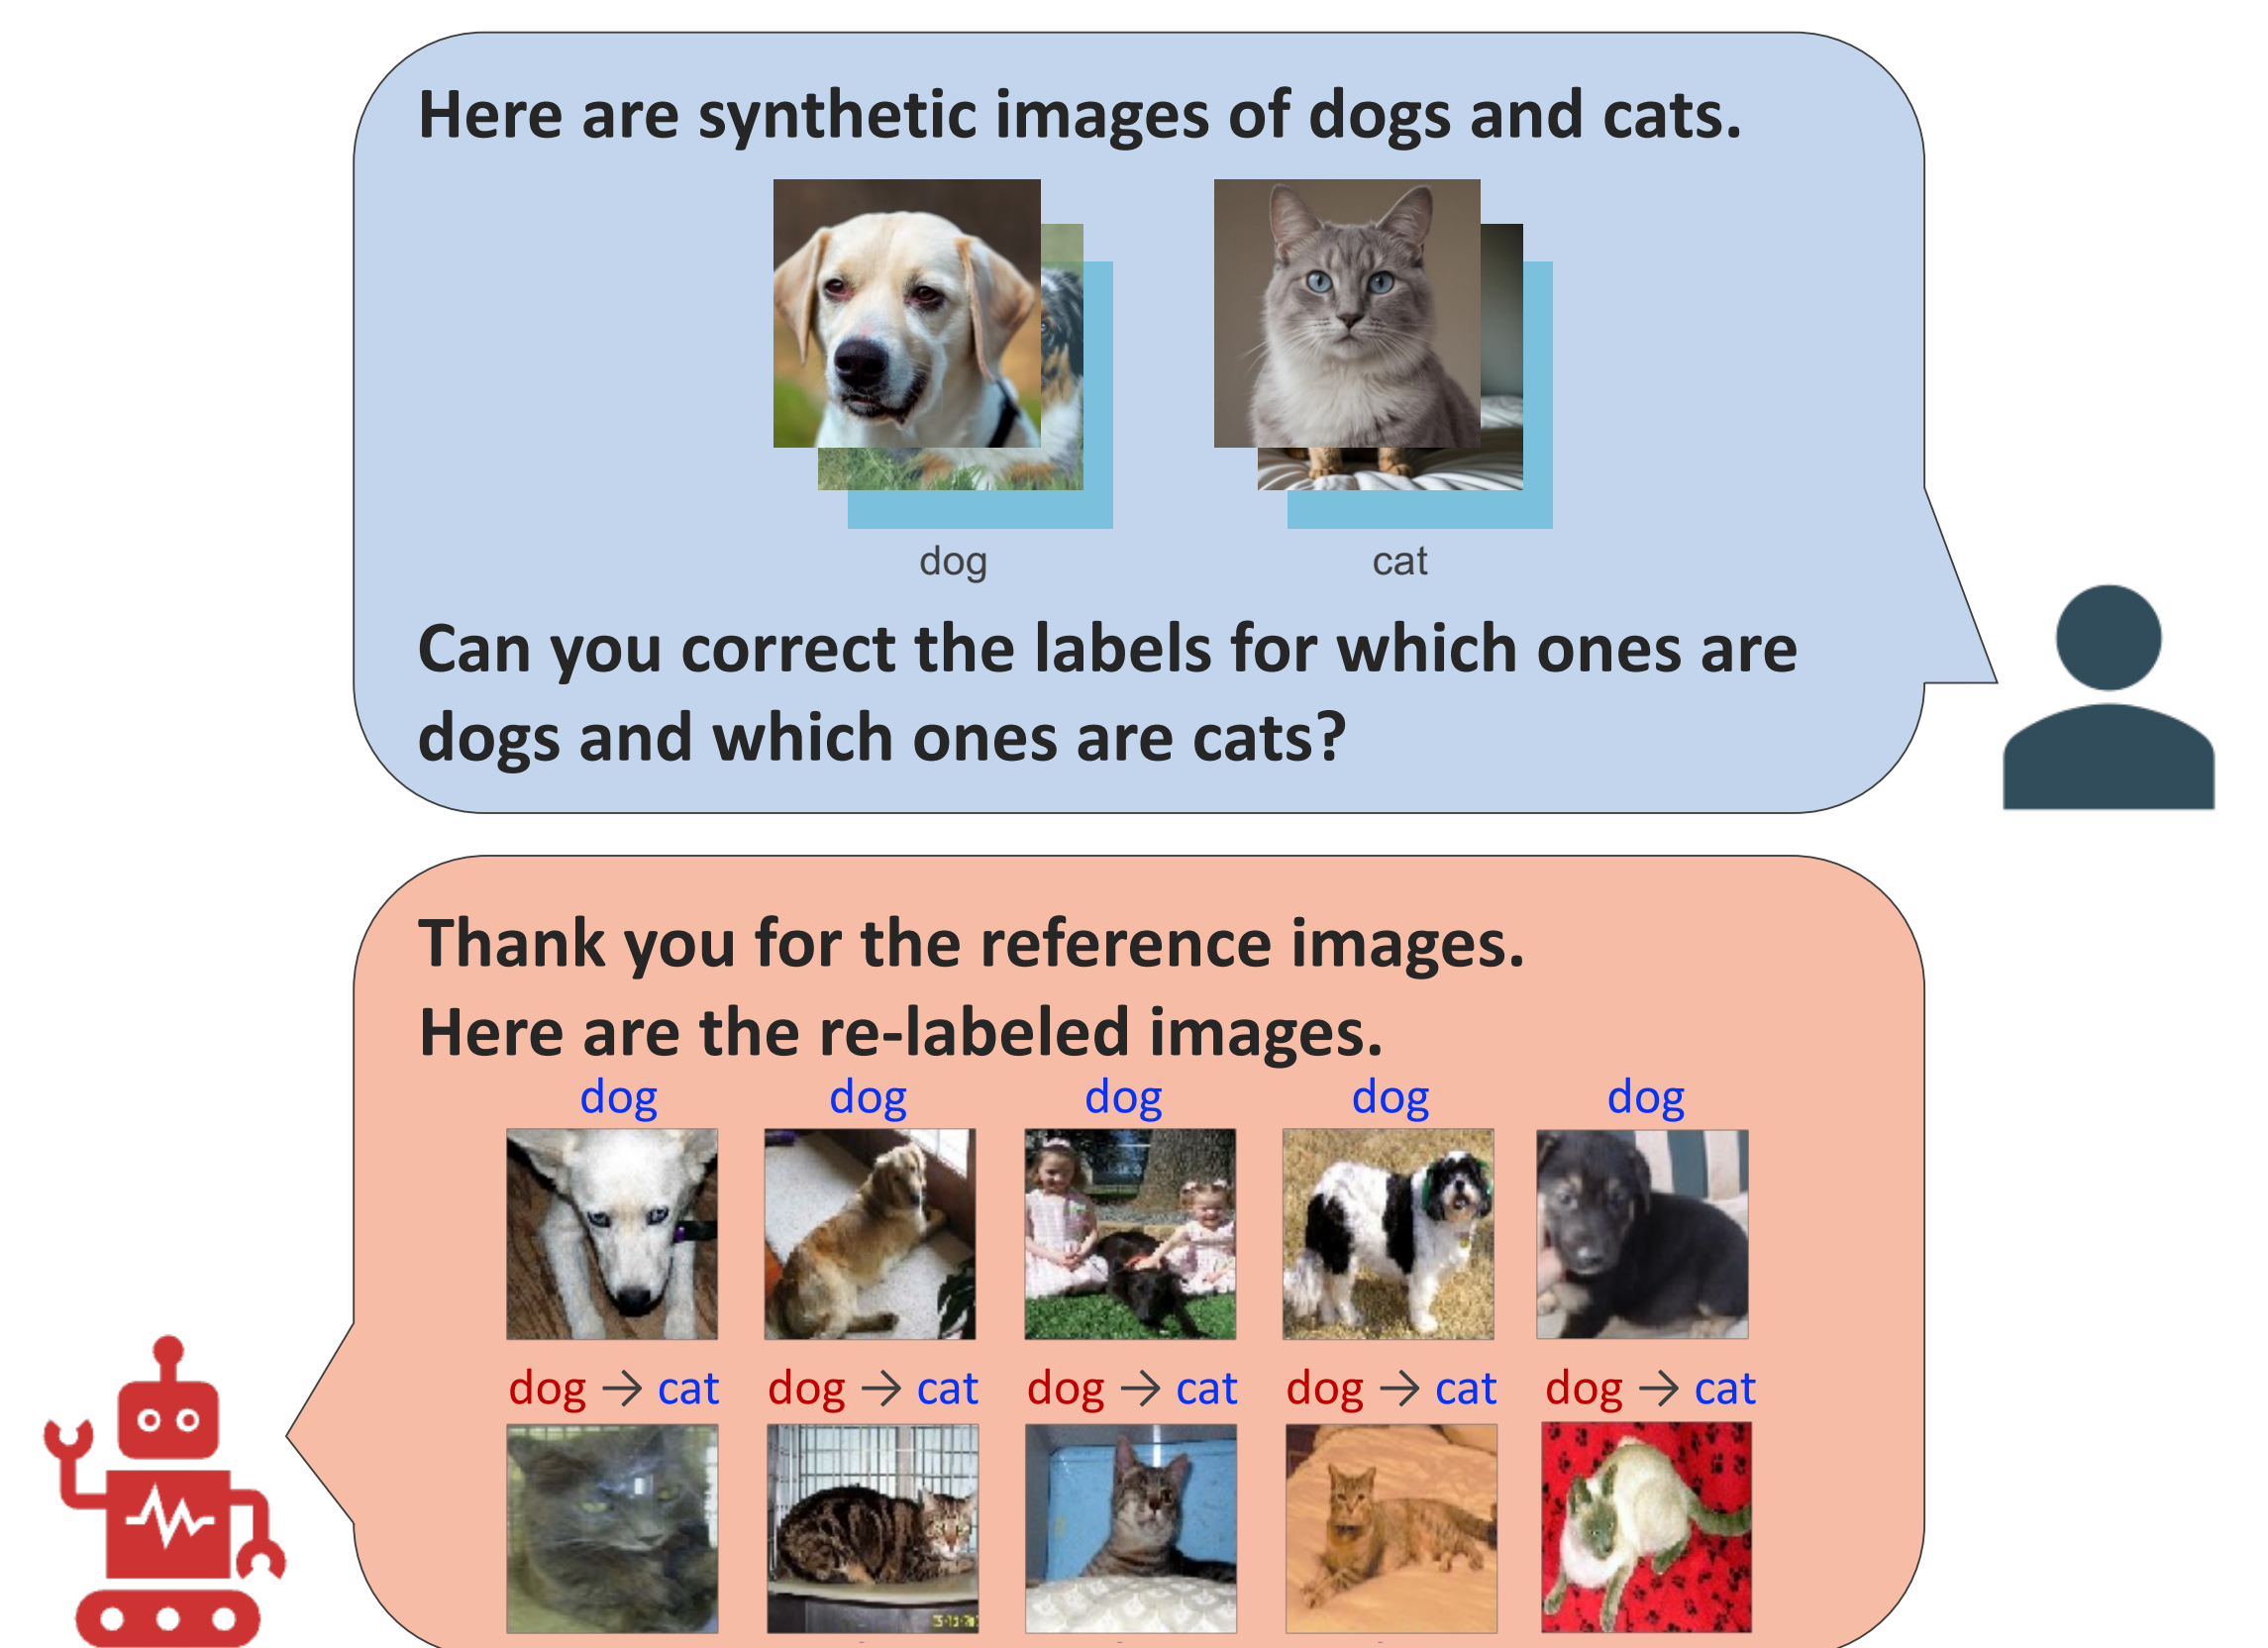 Here are synthetic images of dogs and cats.
dog cat
Can you correct the labels for which ones are
dogs and which ones are cats?
Thank you for the reference images.
Here are the re-labeled images.
dog dog dog dog dog
dog → cat dog → cat dog → cat dog → cat dog → cat